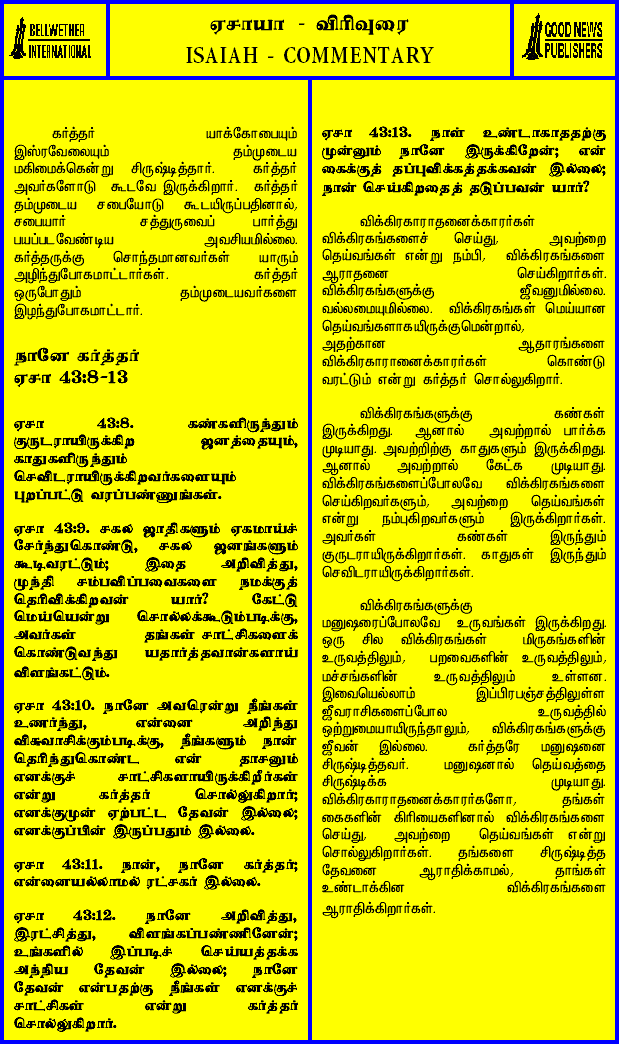 BELLWETHER
INTERNATIONAL
ஏசாயா - விரிவுரை
ISAIAH - COMMENTARY
GOOD NEWS
PUBLISHERS
கர்த்தர் யாக்கோபையும்
இஸ்ரவேலையும் தம்முடைய
மகிமைக்கென்று சிருஷ்டித்தார். கர்த்தர்
அவர்களோடு கூடவே இருக்கிறார். கர்த்தர்
தம்முடைய சபையோடு கூடயிருப்பதினால்,
சபையார் சத்துருவைப் பார்த்து
பயப்படவேண்டிய அவசியமில்லை.
கர்த்தருக்கு சொந்தமானவர்கள் யாரும்
அழிந்துபோகமாட்டார்கள். கர்த்தர்
ஒருபோதும் தம்முடையவர்களை
இழந்துபோகமாட்டார்.
நானே கர்த்தர்
ஏசா 43:8-13
ஏசா 43:8. கண்களிருந்தும்
குருடராயிருக்கிற ஜனத்தையும்,
காதுகளிருந்தும்
செவிடராயிருக்கிறவர்களையும்
புறப்பட்டு வரப்பண்ணுங்கள்.
ஏசா 43:9. சகல ஜாதிகளும் ஏகமாய்ச்
சேர்ந்துகொண்டு, சகல ஜனங்களும்
கூடிவரட்டும்; இதை அறிவித்து,
முந்தி சம்பவிப்பவைகளை நமக்குத்
தெரிவிக்கிறவன் யார்? கேட்டு
மெய்யென்று சொல்லக்கூடும்படிக்கு,
அவர்கள் தங்கள் சாட்சிகளைக்
கொண்டுவந்து யதார்த்தவான்களாய்
விளங்கட்டும்.
ஏசா 43:10. நானே அவரென்று நீங்கள்
உணர்ந்து, என்னை அறிந்து
விசுவாசிக்கும்படிக்கு, நீங்களும் நான்
தெரிந்துகொண்ட என் தாசனும்
எனக்குச் சாட்சிகளாயிருக்கிறீர்கள்
என்று கர்த்தர் சொல்லுகிறார்;
எனக்குமுன் ஏற்பட்ட தேவன் இல்லை;
எனக்குப்பின் இருப்பதும் இல்லை.
ஏசா 43:11. நான், நானே கர்த்தர்;
என்னையல்லாமல் ரட்சகர் இல்லை.
ஏசா 43:12. நானே அறிவித்து,
இரட்சித்து, விளங்கப்பண்ணினேன்;
உங்களில் இப்படிச் செய்யத்தக்க
அந்நிய தேவன் இல்லை; நானே
தேவன் என்பதற்கு நீங்கள் எனக்குச்
சாட்சிகள் என்று கர்த்தர்
சொல்லுகிறார்.
ஏசா 43:13. நாள் உண்டாகாததற்கு
முன்னும் நானே இருக்கிறேன்; என்
கைக்குத் தப்புவிக்கத்தக்கவன் இல்லை;
நான் செய்கிறதைத் தடுப்பவன் யார்?
விக்கிரகாராதனைக்காரர்கள்
விக்கிரகங்களைச் செய்து, அவற்றை
தெய்வங்கள் என்று நம்பி, விக்கிரகங்களை
ஆராதனை செய்கிறார்கள்.
விக்கிரகங்களுக்கு ஜீவனுமில்லை.
வல்லமையுமில்லை. விக்கிரகங்கள் மெய்யான
தெய்வங்களாகயிருக்குமென்றால்,
அதற்கான ஆதாரங்களை
விக்கிரகாரானைக்காரர்கள் கொண்டு
வரட்டும் என்று கர்த்தர் சொல்லுகிறார்.
விக்கிரகங்களுக்கு கண்கள்
இருக்கிறது. ஆனால் அவற்றால் பார்க்க
முடியாது. அவற்றிற்கு காதுகளும் இருக்கிறது.
ஆனால் அவற்றால் கேட்க முடியாது.
விக்கிரகங்களைப்போலவே விக்கிரகங்களை
செய்கிறவர்களும், அவற்றை தெய்வங்கள்
என்று நம்புகிறவர்களும் இருக்கிறார்கள்.
அவர்கள் கண்கள் இருந்தும்
குருடராயிருக்கிறார்கள். காதுகள் இருந்தும்
செவிடராயிருக்கிறார்கள்.
விக்கிரகங்களுக்கு
மனுஷரைப்போலவே உருவங்கள் இருக்கிறது.
ஒரு சில விக்கிரகங்கள் மிருகங்களின்
உருவத்திலும், பறவைகளின் உருவத்திலும்,
மச்சங்களின் உருவத்திலும் உள்ளன.
இவையெல்லாம் இப்பிரபஞ்சத்திலுள்ள
ஜீவராசிகளைப்போல உருவத்தில்
ஒற்றுமையாயிருந்தாலும், விக்கிரகங்களுக்கு
ஜீவன் இல்லை. கர்த்தரே மனுஷனை
சிருஷ்டித்தவர். மனுஷனால் தெய்வத்தை
சிருஷ்டிக்க முடியாது.
விக்கிரகாராதனைக்காரர்களோ, தங்கள்
கைகளின் கிரியைகளினால் விக்கிரகங்களை
செய்து, அவற்றை தெய்வங்கள் என்று
சொல்லுகிறார்கள். தங்களை சிருஷ்டித்த
தேவனை ஆராதிக்காமல், தாங்கள்
உண்டாக்கின விக்கிரகங்களை
ஆராதிக்கிறார்கள்.